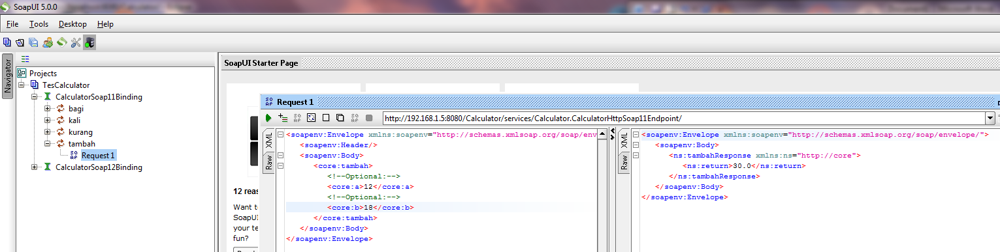 SoapUI 5.0.0
File Tools Desktop Help
Navigator
Projects
TesCalculator
CalculatorSoap11Binding
bagi
kali
kurang
tambah
Request 1
CalculatorSoap12Binding
SoapUI Starter Page
12 reas
Want t
SoapUI
your te
fun?
Request 1
http://192.168.1.5:8080/Calculator/services/Calculator.CalculatorHttpSoap11Endpoint/
XML
Raw
<soapenv:Envelope xmlns:soapenv="http://schemas.xmlsoap.org/soap/env
<soapenv:Header/>
<soapenv:Body>
<core:tambah>
<!--Optional:-->
<core:a>12</core:a>
<!--Optional:-->
<core:b>18</core:b>
</core:tambah>
</soapenv:Body>
</soapenv:Envelope>
XML
Raw
<soapenv:Envelope xmlns:soapenv="http://schemas.xmlsoap.org/soap/envelope/">
<soapenv:Body>
<ns:tambahResponse xmlns:ns="http://core">
<ns:return>30.0</ns:return>
</ns:tambahResponse>
</soapenv:Body>
</soapenv:Envelope>